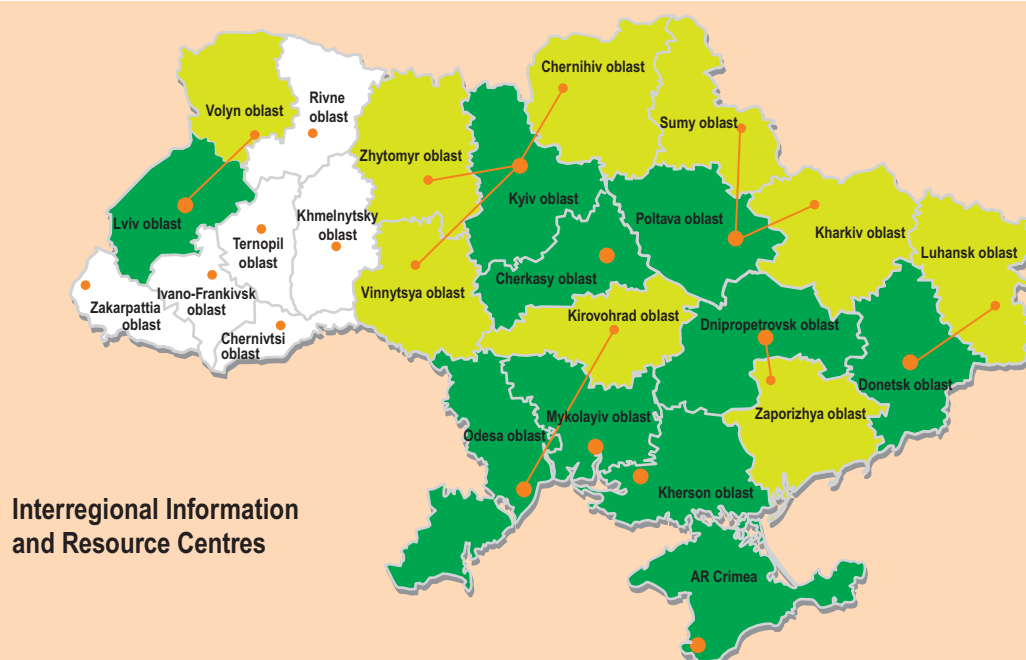 Chernihiv oblast
Rivne
oblast
Volyn oblast
Sumy oblast
Zhytomyr oblast
Kyiv oblast
Khmelnytsky
oblast
Poltava oblast
Lviv oblast
Ternopil
oblast
Kharkiv oblast
Luhansk oblast
Cherkasy oblast
Vinnytsya oblast
Ivano-Frankivsk
oblast
Zakarpattia
oblast
Kirovohrad oblast
Dnipropetrovsk oblast
Chernivtsi
oblast
Donetsk oblast
Zaporizhya oblast
Mykolayiv oblast
Odesa oblast
Kherson oblast
Interregional Information
and Resource Centres
AR Crimea